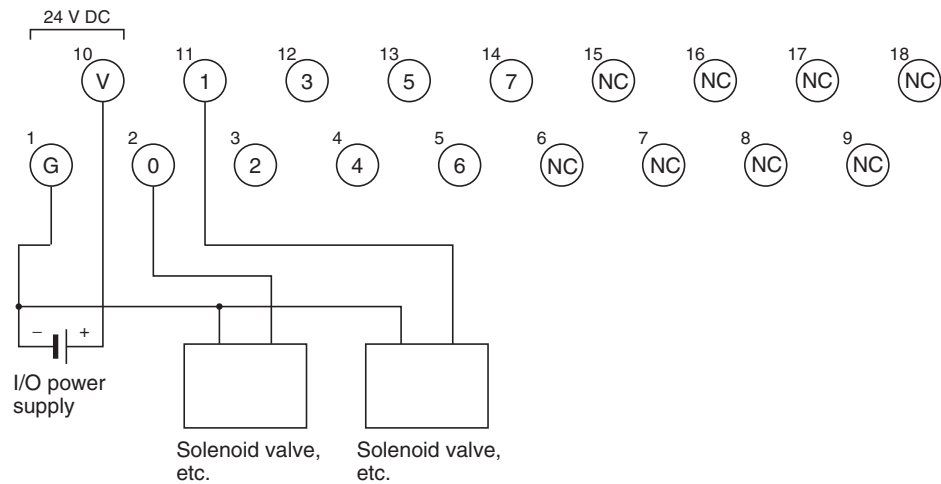 24 V DC
10 11 12 13 14 15 16 17 18
V 1 3 5 7 NC NC NC NC
1 2 3 4 5 6 7 8 9
G 0 2 4 6 NC NC NC NC
− +
I/O power
supply
Solenoid valve,
etc.
Solenoid valve,
etc.